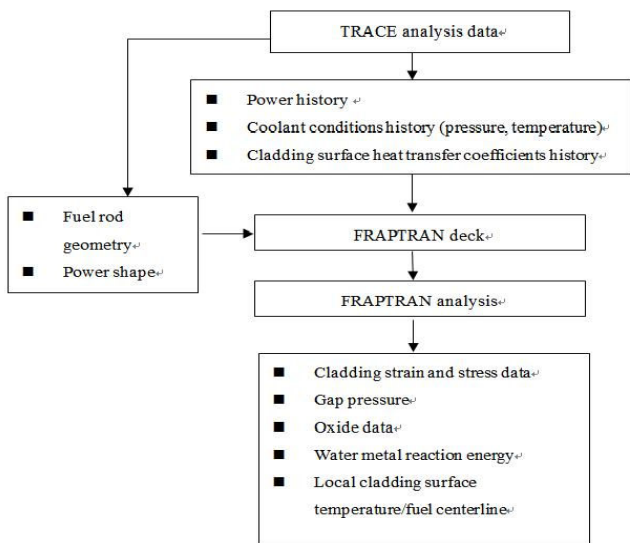 TRACE analysis data
Power history
Coolant conditions history (pressure, temperature)
Cladding surface heat transfer coefficients history
Fuel rod
geometry
Power shape
FRAPTRAN deck
FRAPTRAN analysis
Cladding strain and stress data
Gap pressure
Oxide data
Water metal reaction energy
Local cladding surface
temperature/fuel centerline